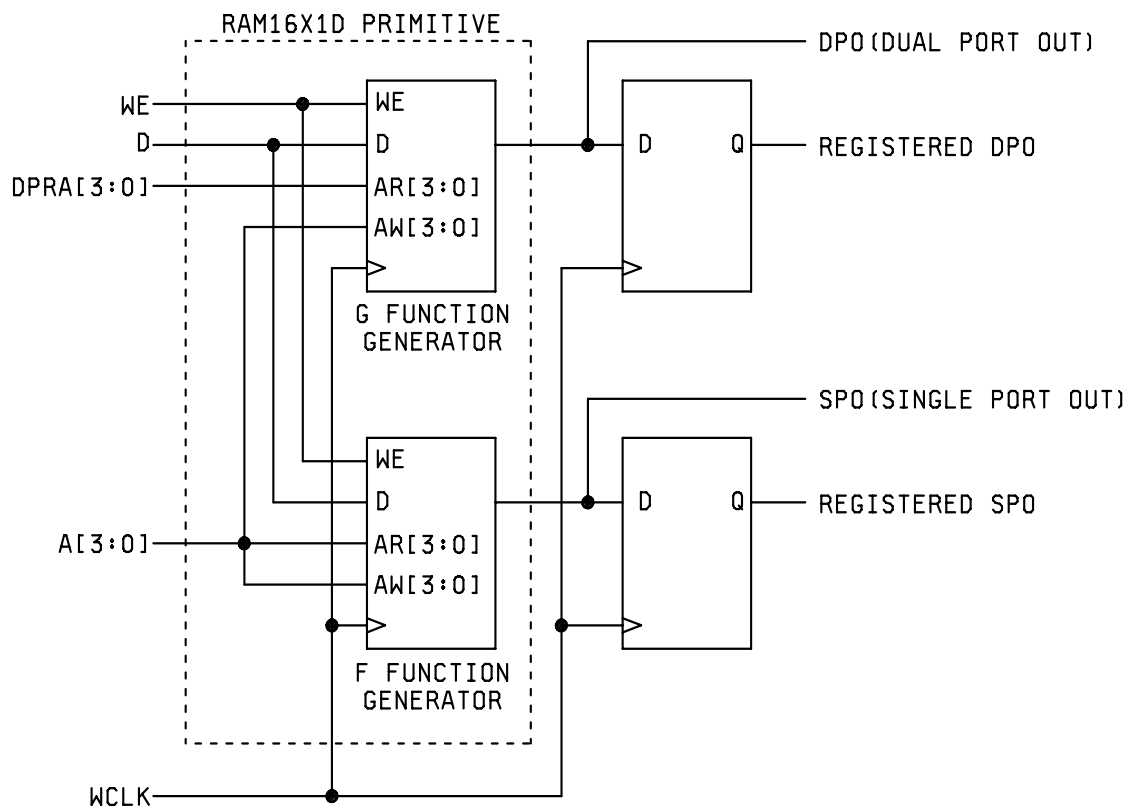 RAM16X1D PRIMITIVE
DPO(DUAL PORT OUT)
WE
WE
D
D
D
Q
REGISTERED DPO
DPRA[3:0]
AR[3:0]
AW[3:0]
G FUNCTION
GENERATOR
SPO(SINGLE PORT OUT)
WE
D
D
Q
REGISTERED SPO
A[3:0]
AR[3:0]
AW[3:0]
F FUNCTION
GENERATOR
WCLK